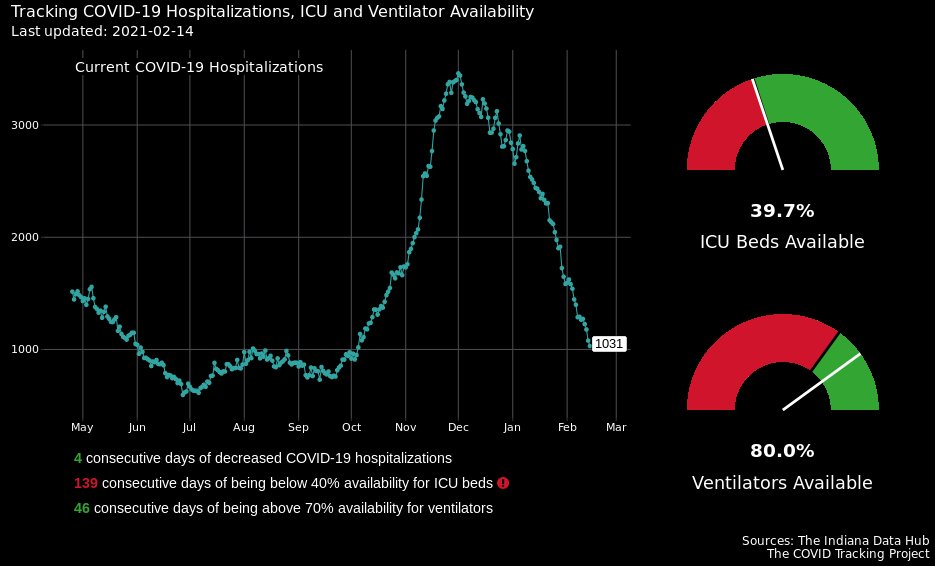 Tracking COVID-19 Hospitalizations, ICU and Ventilator Availability
Last updated: 2021-02-14
Current COVID-19 Hospitalizations
3000
2000
1000
1031
May Jun Jul Aug Sep Oct Nov Dec Jan Feb Mar
39.7%
ICU Beds Available
80.0%
Ventilators Available
4 consecutive days of decreased COVID-19 hospitalizations
139 consecutive days of being below 40% availability for ICU beds !
46 consecutive days of being above 70% availability for ventilators
Sources: The Indiana Data Hub
The COVID Tracking Project